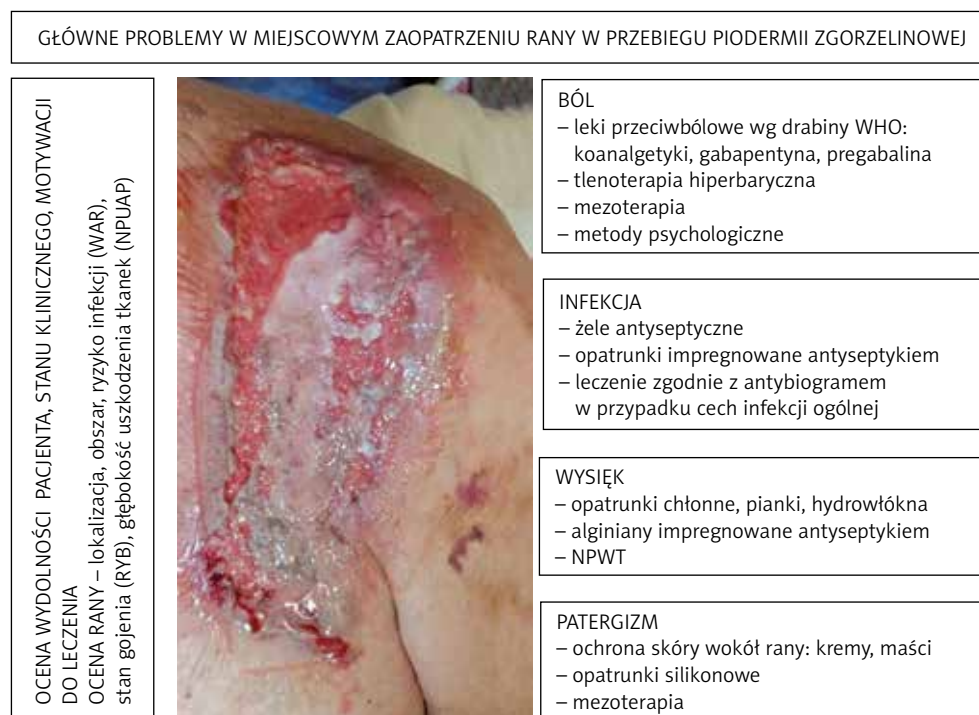 GŁÓWNE PROBLEMY W MIEJSCOWYM ZAOPATRZENIU RANY W PRZEBIEGU PIODERMII ZGORZELINOWEJ
OCENA WYDOLNOŚCI PACJENTA, STANU KLINICZNEGO, MOTYWACJI
DO LECZENIA
OCENA RANY – lokalizacja, obszar, ryzyko infekcji (WAR),
stan gojenia (RYB), głębokość uszkodzenia tkanek (NPUAP)
BÓL
– leki przeciwbólowe wg drabiny WHO:
koanalgetyki, gabapentyna, pregabalina
– tlenoterapia hiperbaryczna
– mezoterapia
– metody psychologiczne
INFEKCJA
– żele antyseptyczne
– opatrunki impregnowane antyseptykiem
– leczenie zgodnie z antybiogramem
w przypadku cech infekcji ogólnej
WYSIĘK
– opatrunki chłonne, pianki, hydrowłókna
– alginiany impregnowane antyseptykiem
– NPWT
PATERGIZM
– ochrona skóry wokół rany: kremy, maści
– opatrunki silikonowe
– mezoterapia